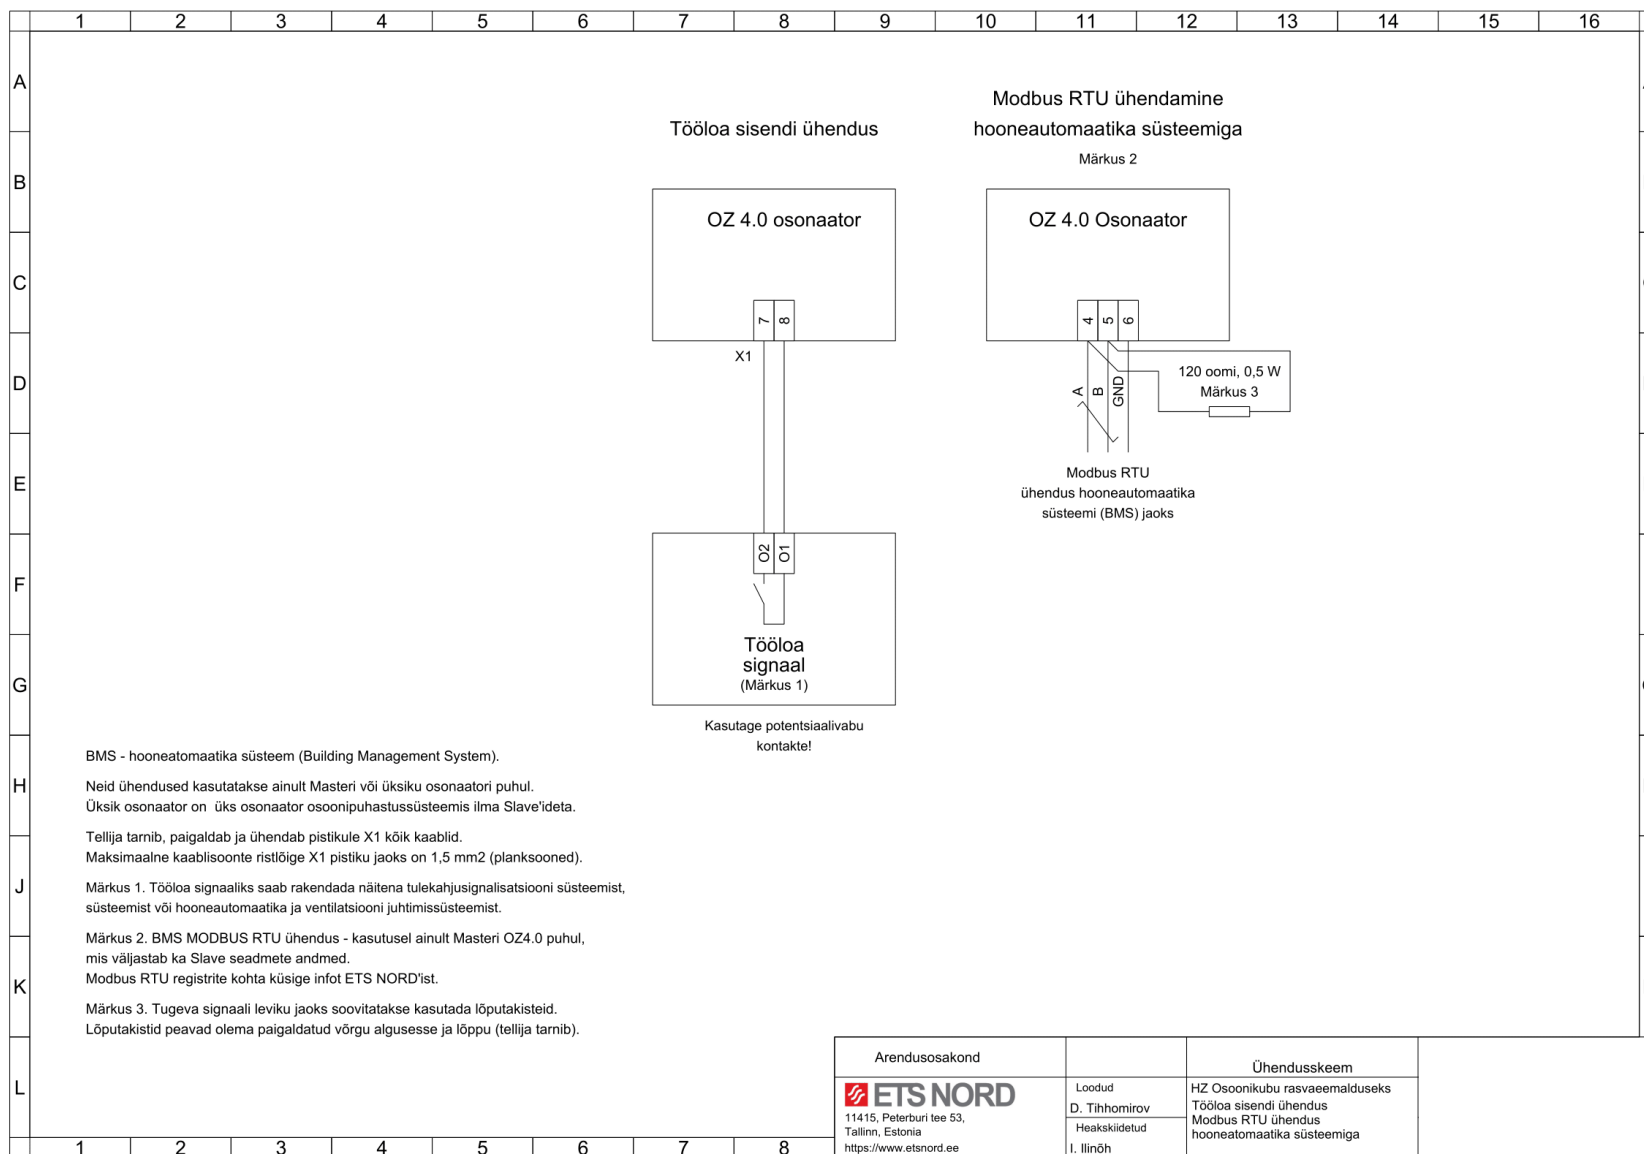 1 2 3 4 5 6 7 8 9 10 11 12 13 14 15 16
A
B
C
D
E
F
G
H
J
K
L
Tööloa sisendi ühendus
OZ 4.0 osonaator
7 8
X1
O2 O1
Tööloa
signaal
(Märkus 1)
Kasutage potentsiaalivabu
kontakte!
Modbus RTU ühendamine
hooneautomaatika süsteemiga
Märkus 2
OZ 4.0 Osonaator
4 5 6
A B GND
120 oomi, 0,5 W
Märkus 3
Modbus RTU
ühendus hooneautomaatika
süsteemi (BMS) jaoks
BMS - hooneatomaatika süsteem (Building Management System).
Neid ühendused kasutatakse ainult Masteri või üksiku osonaatori puhul.
Üksik osonaator on üks osonaator osoonipuhastussüsteemis ilma Slave'ideta.
Tellija tarnib, paigaldab ja ühendab pistikule X1 kõik kaablid.
Maksimaalne kaablisoonte ristlõige X1 pistiku jaoks on 1,5 mm2 (planksooned).
Märkus 1. Tööloa signaaliks saab rakendada näitena tulekahjusignalisatsiooni süsteemist,
süsteemist või hooneautomaatika ja ventilatsiooni juhtimissüsteemist.
Märkus 2. BMS MODBUS RTU ühendus - kasutusel ainult Masteri OZ4.0 puhul,
mis väljastab ka Slave seadmete andmed.
Modbus RTU registrite kohta küsige infot ETS NORD'ist.
Märkus 3. Tugeva signaali leviku jaoks soovitatakse kasutada lõputakisteid.
Lõputakistid peavad olema paigaldatud võrgu algusesse ja lõppu (tellija tarnib).
Arendusosakond
ETS NORD
11415, Peterburi tee 53,
Tallinn, Estonia
https://www.etsnord.ee
Loodud
D. Tihhomirov
Heakskiidetud
I. Ilinõh
Ühendusskeem
HZ Osoonikubu rasvaeemalduseks
Tööloa sisendi ühendus
Modbus RTU ühendus
hooneatomaatika süsteemiga
1 2 3 4 5 6 7 8